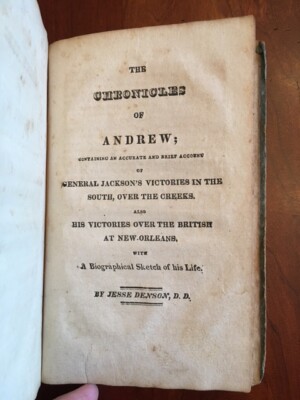 THE
CHRONICLES
OF
ANDREW;
CONTAINING AN ACCURATE AND BRIEF ACCOUNT
OF
GENERAL JACKSON'S VICTORIES IN THE
SOUTH, OVER THE CREEKS.
ALSO
HIS VICTORIES OVER THE BRITISH
AT NEW-ORLEANS,
WITH
A Biographical Sketch of his Life.
BY JESSE DENSON, D. D.